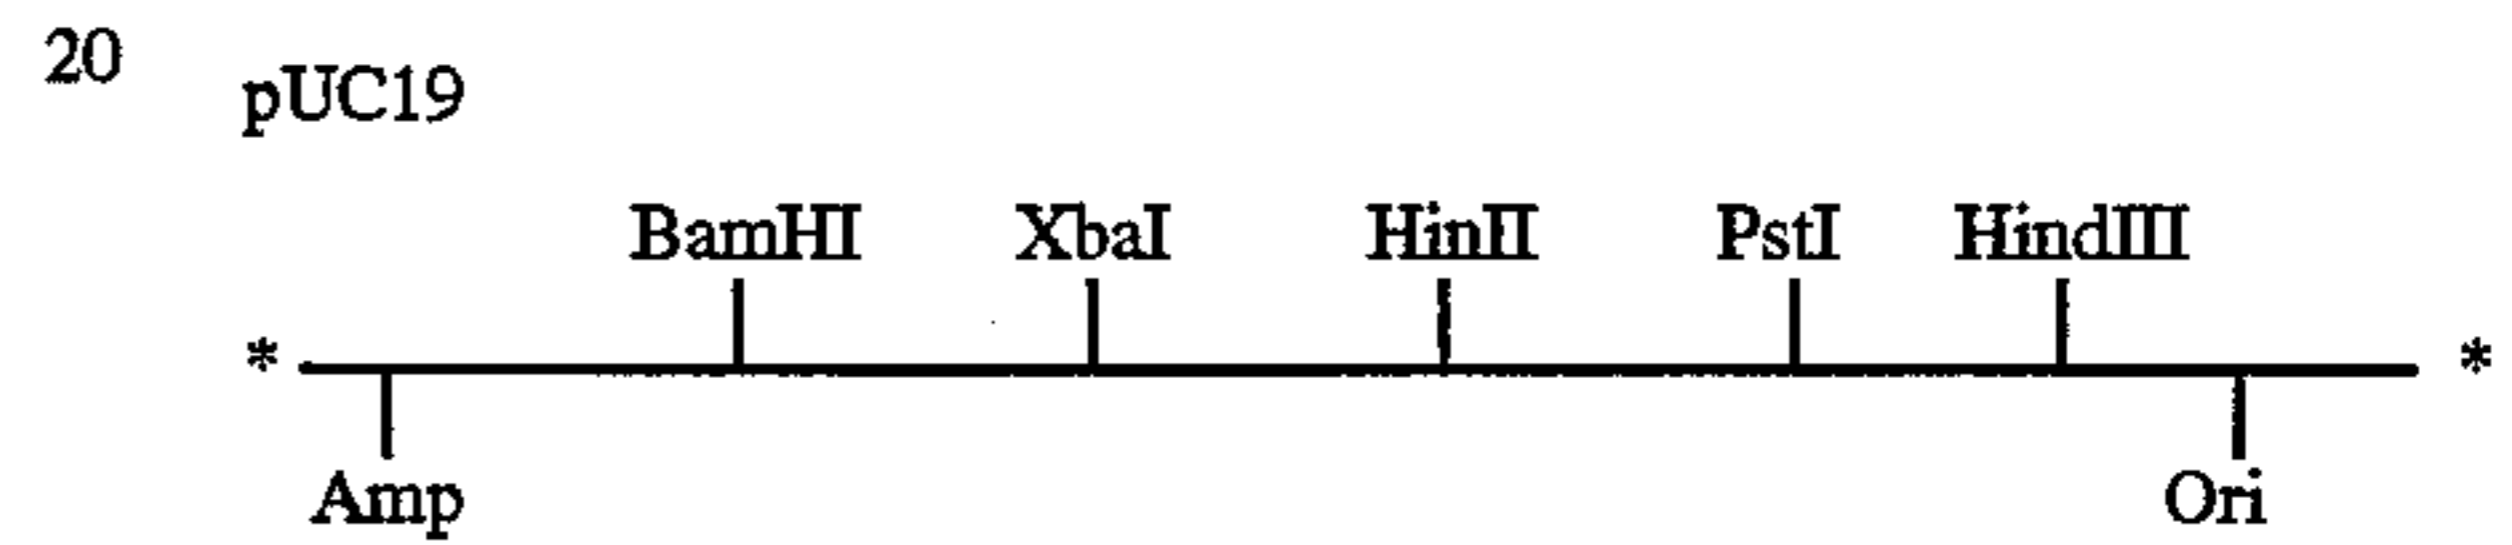 20
pUC19
BamHI XbaI HinII PstI HindIII
* *
Amp Ori